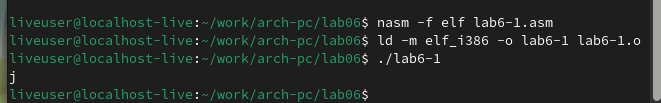 liveuser@localhost-live:~/work/arch-pc/lab06$ nasm -f elf lab6-1.asm
liveuser@localhost-live:~/work/arch-pc/lab06$ ld -m elf_i386 -o lab6-1 lab6-1.o
liveuser@localhost-live:~/work/arch-pc/lab06$ ./lab6-1
j
liveuser@localhost-live:~/work/arch-pc/lab06$